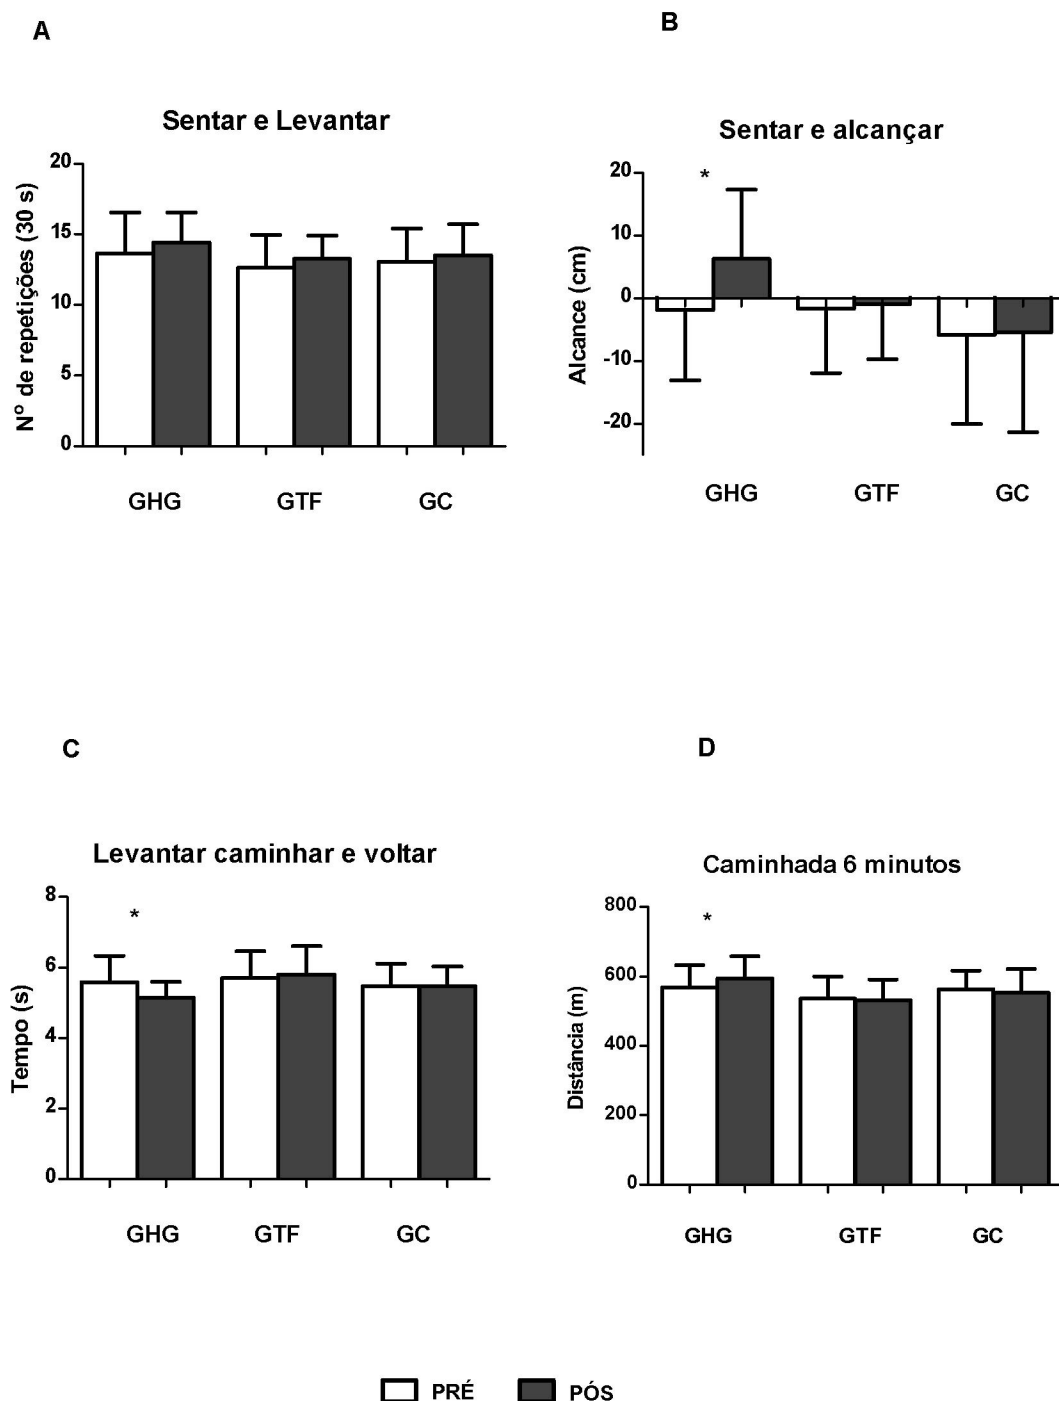 A
Sentar e Levantar
Nº de repetições (30 s)
20
15
10
5
0
GHG GTF GC
B
Sentar e alcançar
Alcance (cm)
20
10
0
-10
-20
*
GHG GTF GC
C
Levantar caminhar e voltar
Tempo (s)
8
6
4
2
0
*
GHG GTF GC
D
Caminhada 6 minutos
Distância (m)
800
600
400
200
0
*
GHG GTF GC
PRÉ PÓS